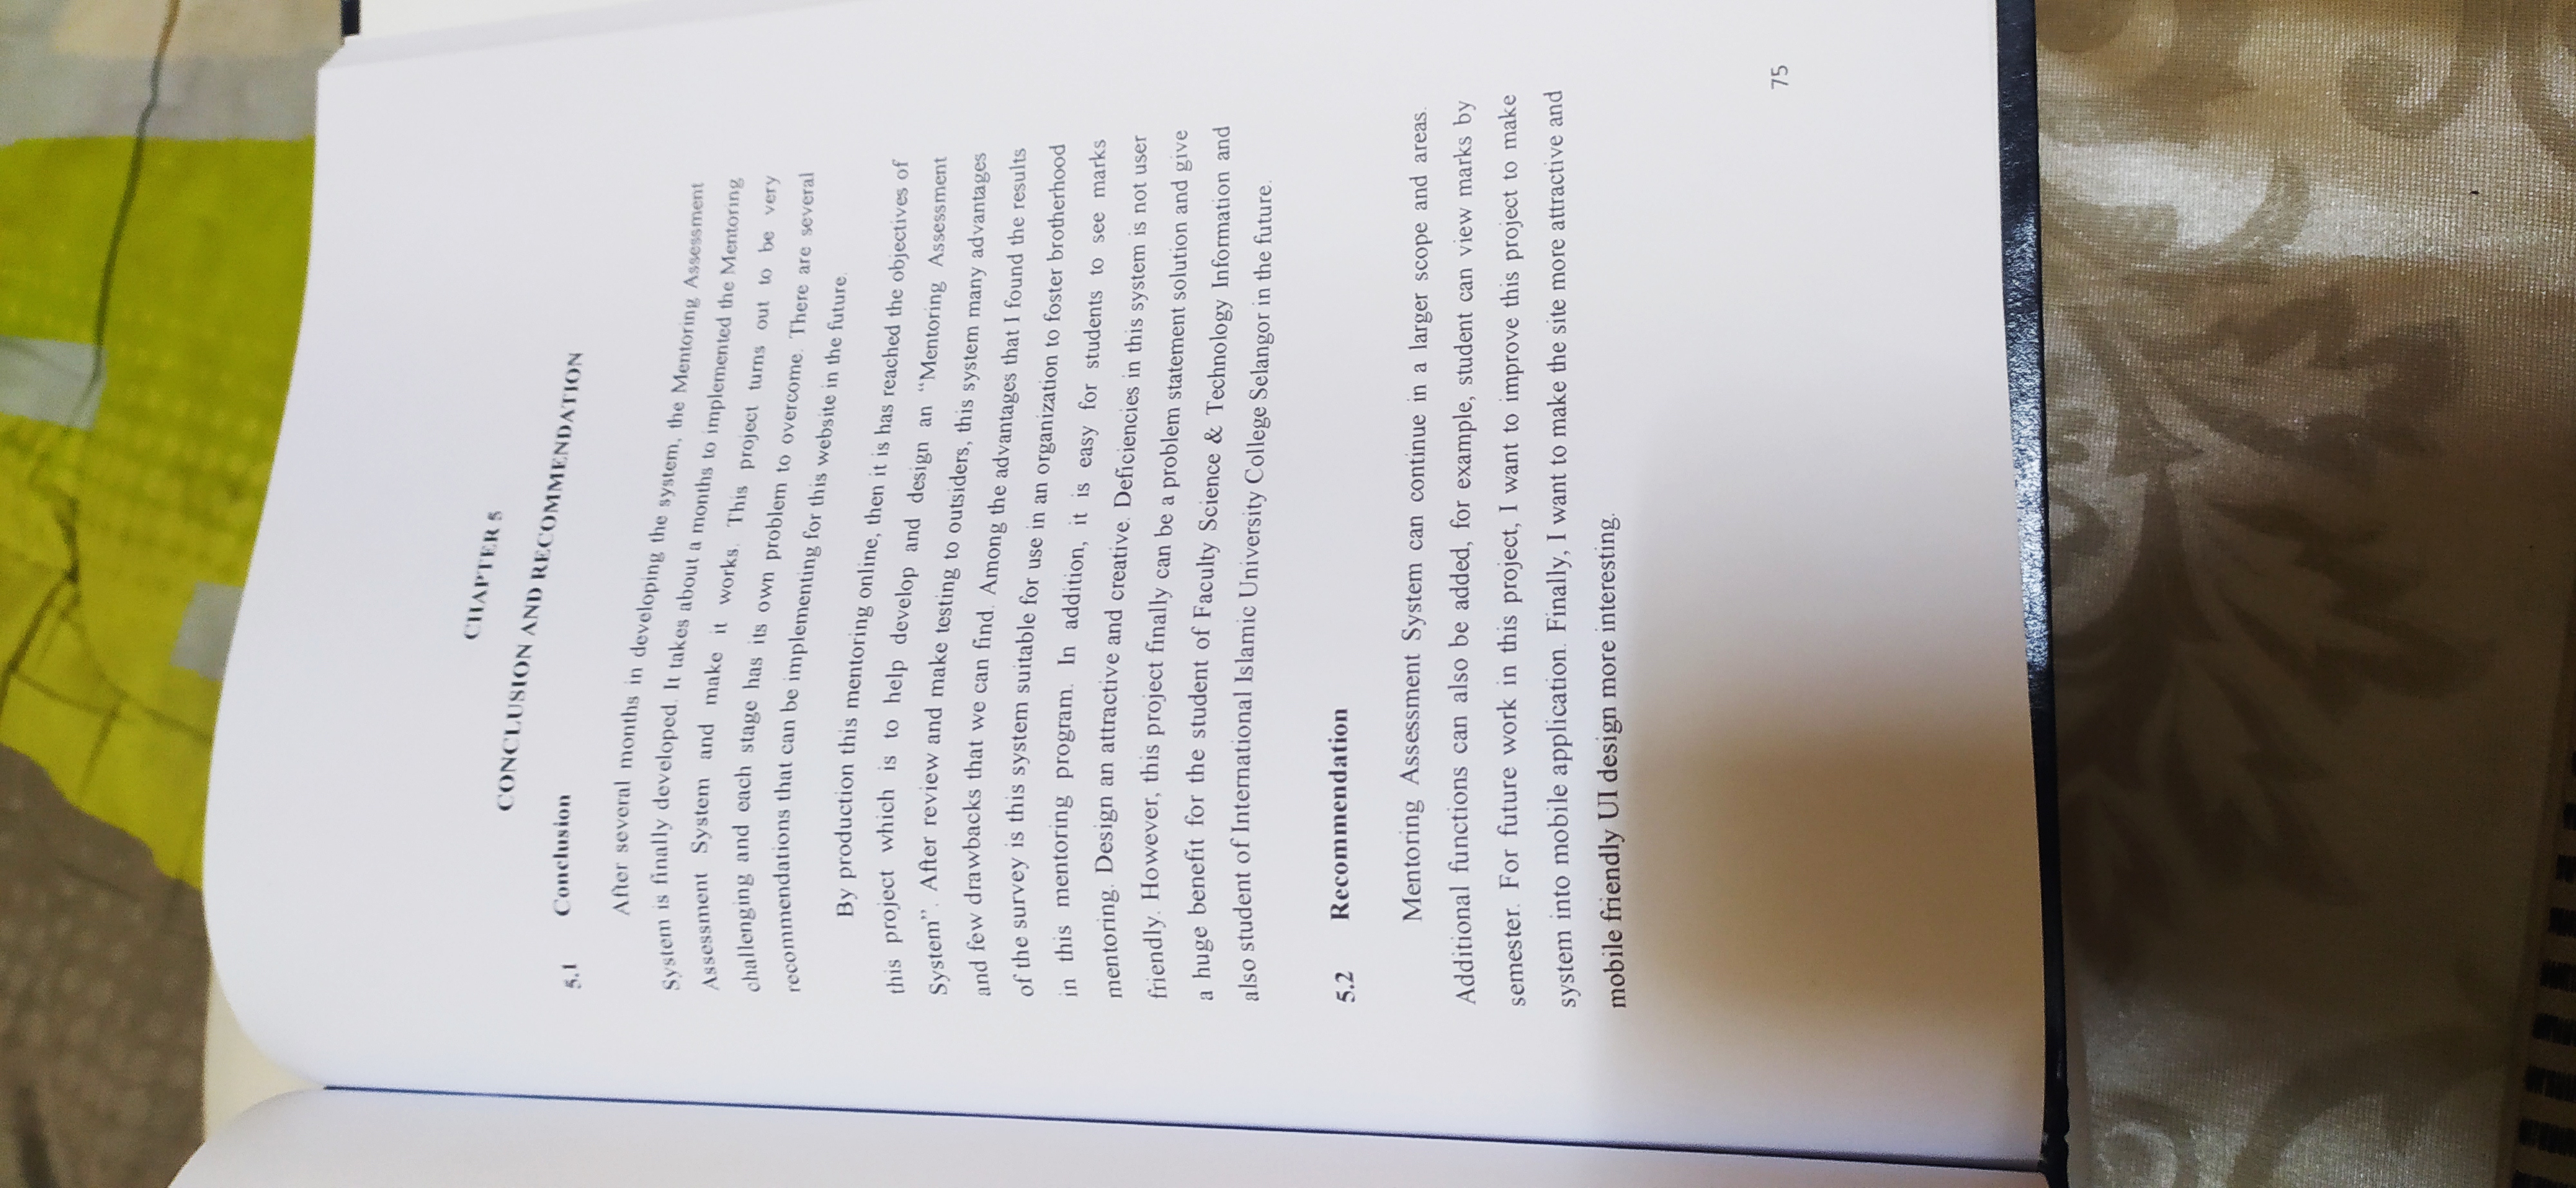 CHAPTER 5
CONCLUSION AND RECOMMENDATION
5.1 Conclusion
After several months in developing the system, the Mentoring Assessment
System is finally developed. It takes about a months to implemented the Mentoring
Assessment System and make it works. This project turns out to be very
challenging and each stage has its own problem to overcome. There are several
recommendations that can be implementing for this website in the future.
By production this mentoring online, then it is has reached the objectives of
this project which is to help develop and design an “Mentoring Assessment
System”. After review and make testing to outsiders, this system many advantages
and few drawbacks that we can find. Among the advantages that I found the results
of the survey is this system suitable for use in an organization to foster brotherhood
in this mentoring program. In addition, it is easy for students to see marks
mentoring. Design an attractive and creative. Deficiencies in this system is not user
friendly. However, this project finally can be a problem statement solution and give
a huge benefit for the student of Faculty Science & Technology Information and
also student of International Islamic University College Selangor in the future.
5.2 Recommendation
Mentoring Assessment System can continue in a larger scope and areas.
Additional functions can also be added, for example, student can view marks by
semester. For future work in this project, I want to improve this project to make
system into mobile application. Finally, I want to make the site more attractive and
mobile friendly UI design more interesting.
75